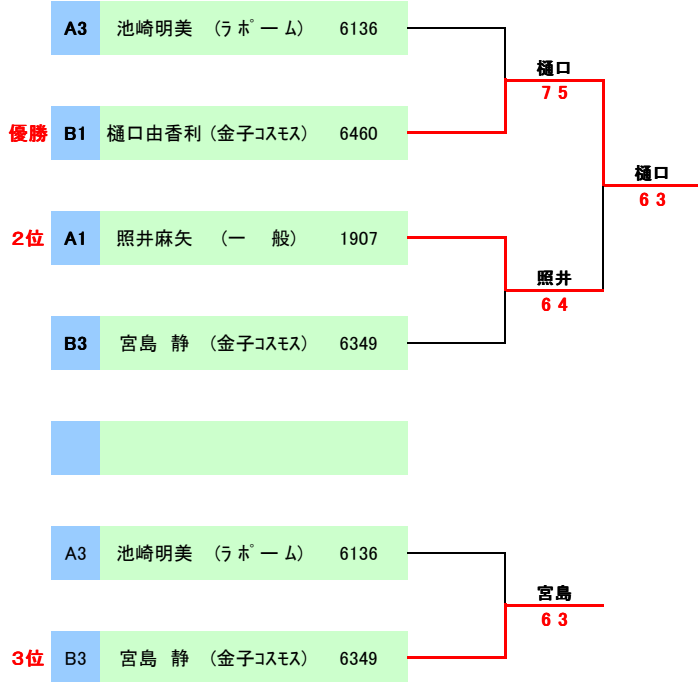 A3 池崎明美 (ラポーム) 6136
樋口
7 5
優勝 B1 樋口由香利 (金子コスモス) 6460
樋口
6 3
2位 A1 照井麻矢 (一 般) 1907
照井
6 4
B3 宮島 静 (金子コスモス) 6349
A3 池崎明美 (ラポーム) 6136
宮島
6 3
3位 B3 宮島 静 (金子コスモス) 6349